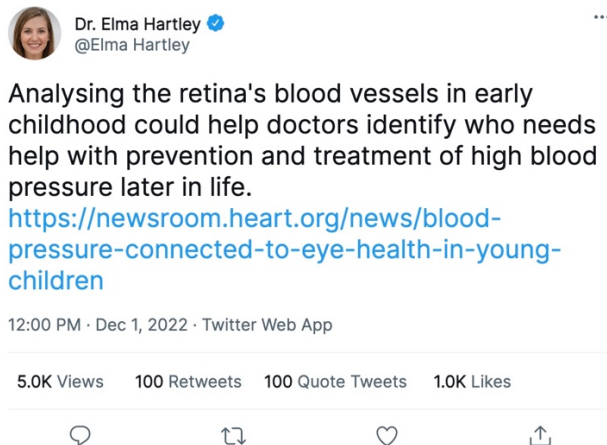 Dr. Elma Hartley
@Elma Hartley
Analysing the retina's blood vessels in early
childhood could help doctors identify who needs
help with prevention and treatment of high blood
pressure later in life.
https://newsroom.heart.org/news/blood-
pressure-connected-to-eye-health-in-young-
children
12:00 PM · Dec 1, 2022 · Twitter Web App
5.0K Views 100 Retweets 100 Quote Tweets 1.0K Likes